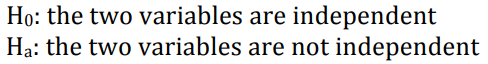 H₀: the two variables are independent
Hₐ: the two variables are not independent